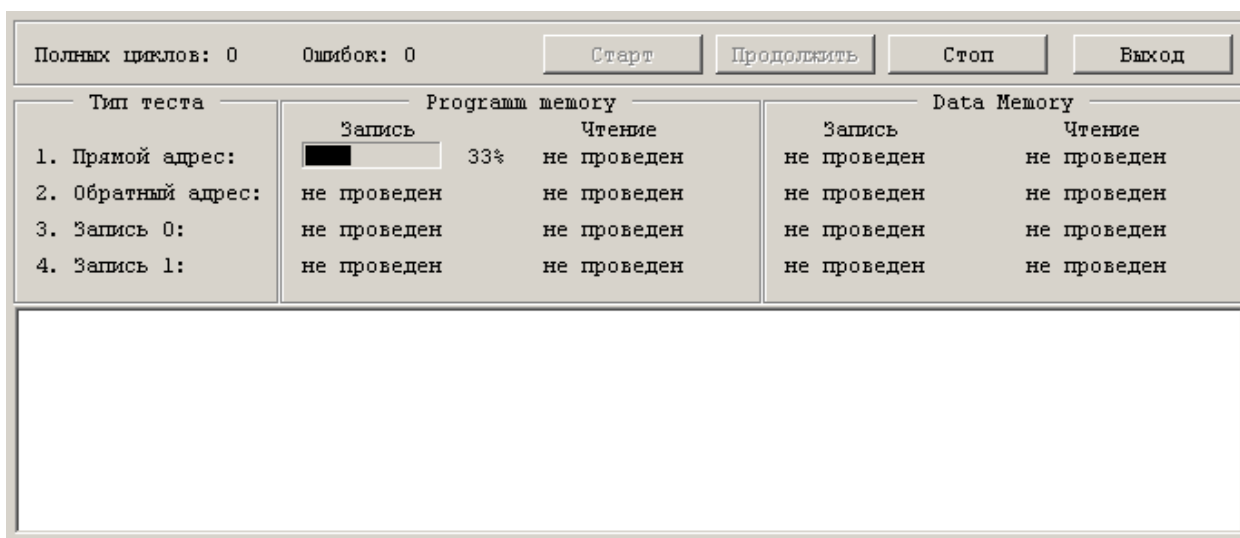 Полных циклов: 0 Ошибок: 0 Старт Продолжить Стоп Выход
Тип теста Programm memory Data Memory
Запись Чтение Запись Чтение
1. Прямой адрес: 33% не проведен не проведен не проведен
2. Обратный адрес: не проведен не проведен не проведен не проведен
3. Запись 0: не проведен не проведен не проведен не проведен
4. Запись 1: не проведен не проведен не проведен не проведен